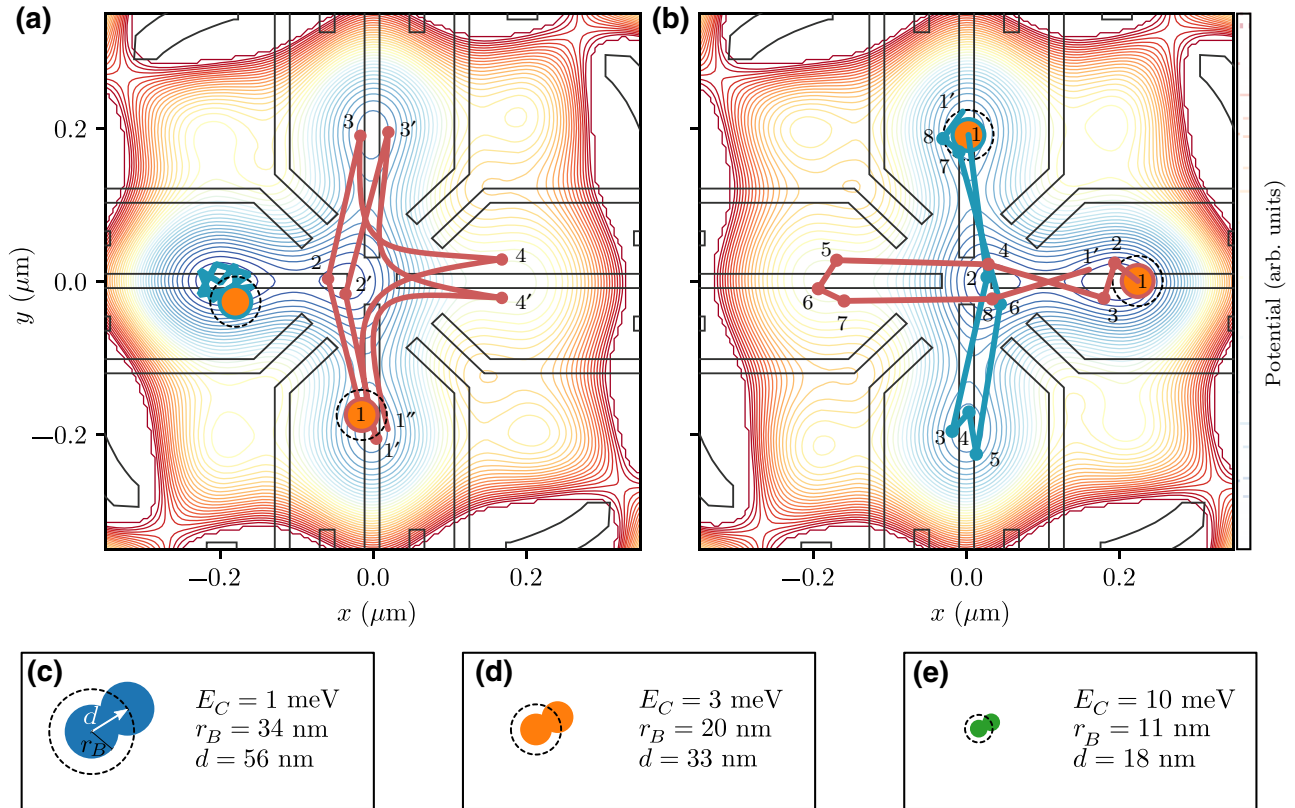 (a)
(b)
0.2
0.0
−0.2
y (μm)
3
3′
2
2′
4
4′
1
1″
1′
−0.2
0.0
0.2
x (μm)
1′
8
1
7
5
4
1′
2
6
2
7
8
6
3
1
3
4
5
−0.2
0.0
0.2
x (μm)
Potential (arb. units)
(c)
d
r_B
E_C = 1 meV
r_B = 34 nm
d = 56 nm
(d)
E_C = 3 meV
r_B = 20 nm
d = 33 nm
(e)
E_C = 10 meV
r_B = 11 nm
d = 18 nm